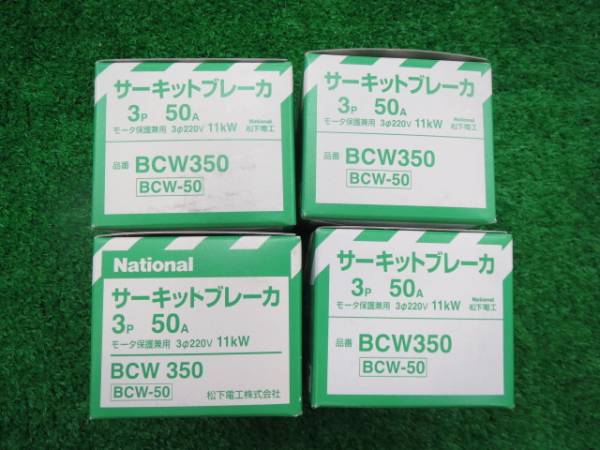 サーキットブレーカ
3P 50A
モータ保護兼用 3φ220V 11kW
National
松下電工
品番 BCW350
BCW-50
サーキットブレーカ
3P 50A
モータ保護兼用 3φ220V 11kW
National
松下電工
品番 BCW350
BCW-50
National
サーキットブレーカ
3P 50A
モータ保護兼用 3φ220V 11kW
BCW 350
BCW-50 松下電工株式会社
サーキットブレーカ
3P 50A
モータ保護兼用 3φ220V 11kW
National
松下電工
品番 BCW350
BCW-50